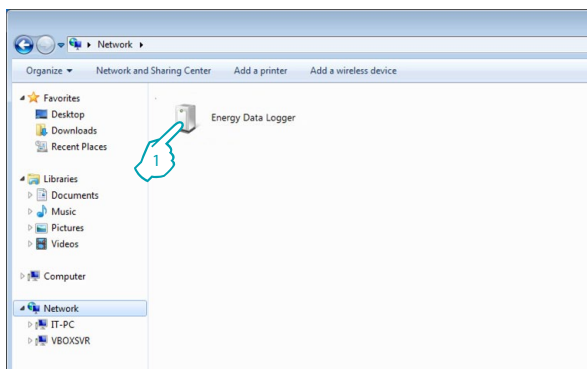 Network
Organize Network and Sharing Center Add a printer Add a wireless device
Favorites
Desktop
Downloads
Recent Places
Libraries
Documents
Music
Pictures
Videos
Computer
Network
IT-PC
VBOXSVR
Energy Data Logger
1